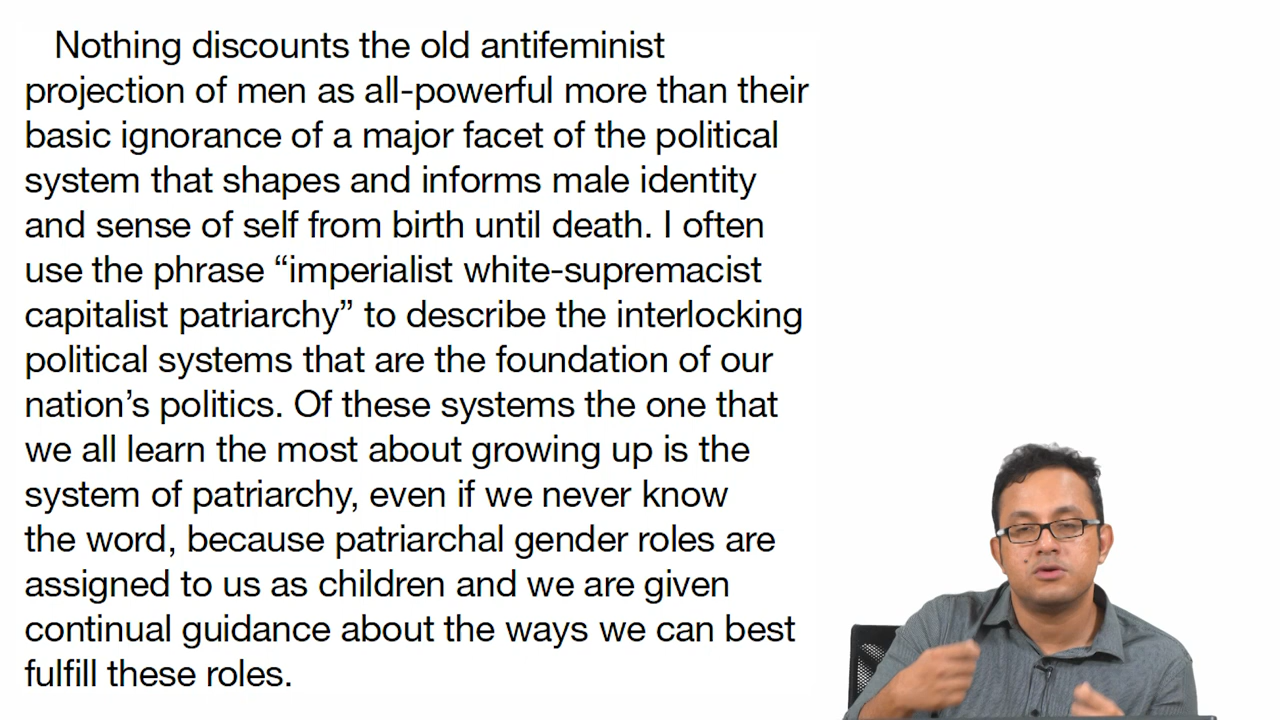 Nothing discounts the old antifeminist
projection of men as all-powerful more than their
basic ignorance of a major facet of the political
system that shapes and informs male identity
and sense of self from birth until death. I often
use the phrase “imperialist white-supremacist
capitalist patriarchy” to describe the interlocking
political systems that are the foundation of our
nation’s politics. Of these systems the one that
we all learn the most about growing up is the
system of patriarchy, even if we never know
the word, because patriarchal gender roles are
assigned to us as children and we are given
continual guidance about the ways we can best
fulfill these roles.